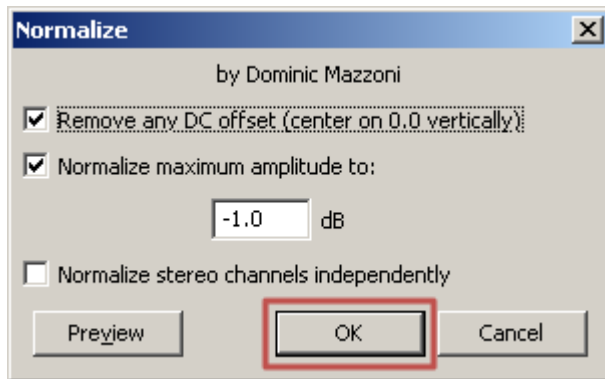 Normalize
by Dominic Mazzoni
Remove any DC offset (center on 0.0 vertically)
Normalize maximum amplitude to:
-1.0 dB
Normalize stereo channels independently
Preview OK Cancel